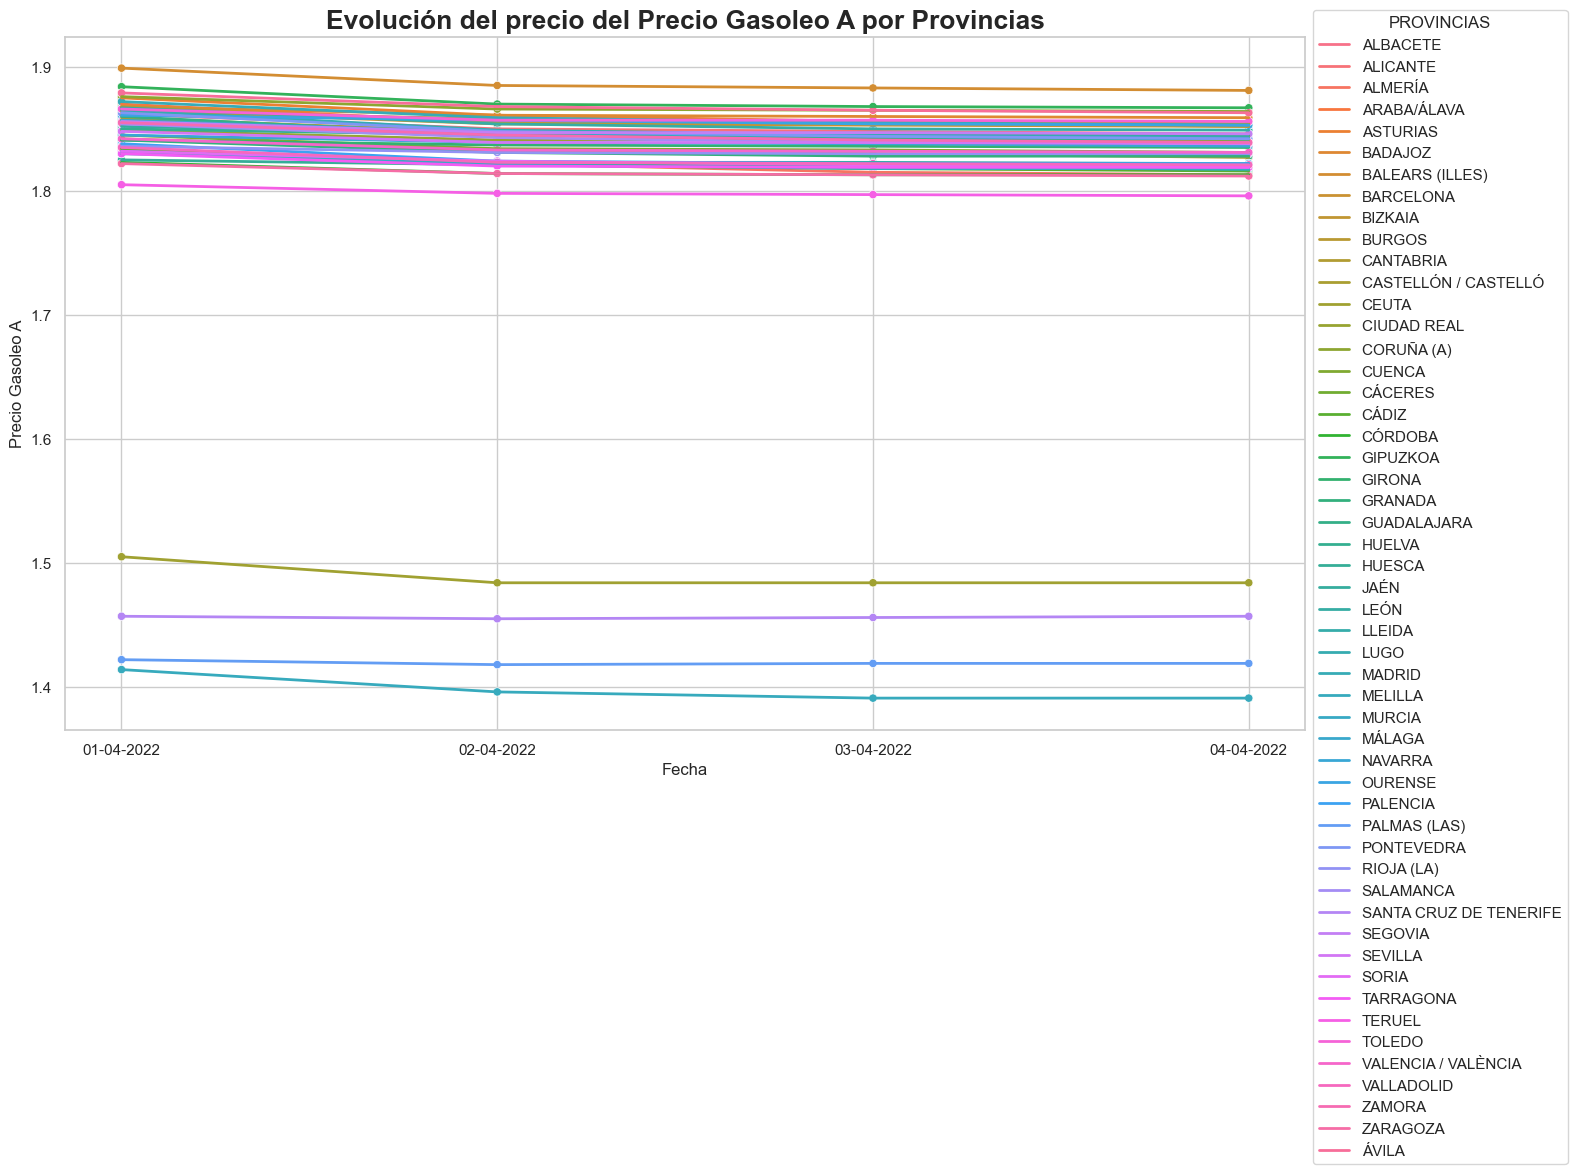 Evolución del precio del Precio Gasoleo A por Provincias
Precio Gasoleo A
1.9
1.8
1.7
1.6
1.5
1.4
01-04-2022
02-04-2022
03-04-2022
04-04-2022
Fecha
PROVINCIAS
ALBACETE
ALICANTE
ALMERÍA
ARABA/ÁLAVA
ASTURIAS
BADAJOZ
BALEARS (ILLES)
BARCELONA
BIZKAIA
BURGOS
CANTABRIA
CASTELLÓN / CASTELLÓ
CEUTA
CIUDAD REAL
CORUÑA (A)
CUENCA
CÁCERES
CÁDIZ
CÓRDOBA
GIPUZKOA
GIRONA
GRANADA
GUADALAJARA
HUELVA
HUESCA
JAÉN
LEÓN
LLEIDA
LUGO
MADRID
MELILLA
MURCIA
MÁLAGA
NAVARRA
OURENSE
PALENCIA
PALMAS (LAS)
PONTEVEDRA
RIOJA (LA)
SALAMANCA
SANTA CRUZ DE TENERIFE
SEGOVIA
SEVILLA
SORIA
TARRAGONA
TERUEL
TOLEDO
VALENCIA / VALÈNCIA
VALLADOLID
ZAMORA
ZARAGOZA
ÁVILA